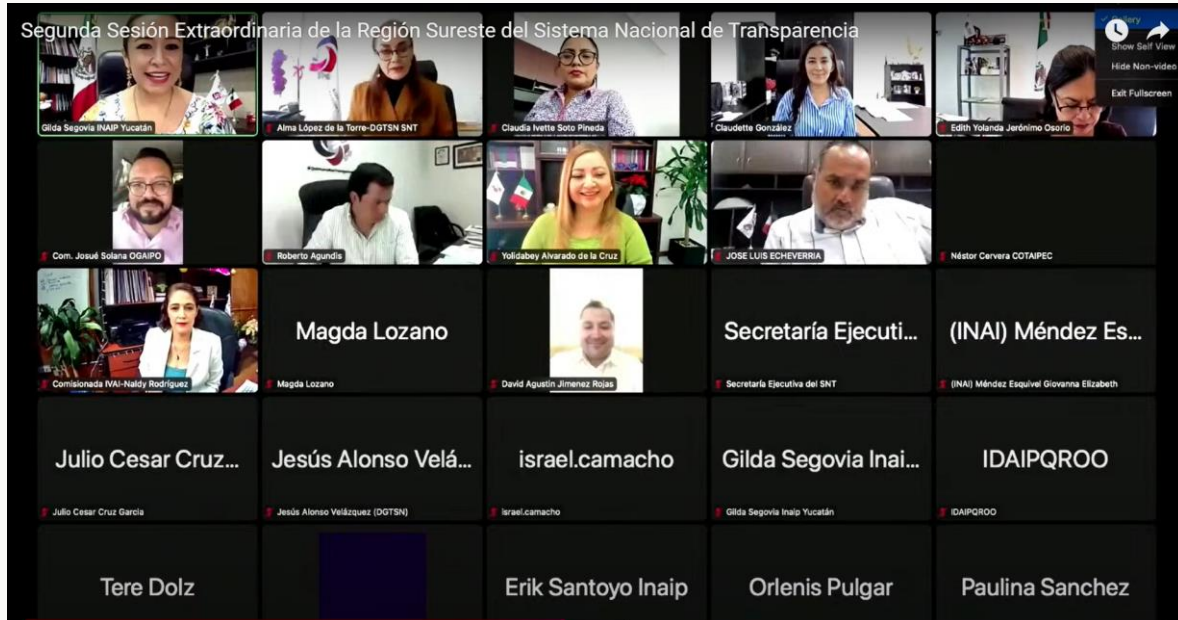 Segunda Sesión Extraordinaria de la Región Sureste del Sistema Nacional de Transparencia
Gallery
Show Self View
Hide Non-video
Exit Fullscreen
Gilda Segovia INAIP Yucatán
Alma López de la Torre-DGTSN SNT
Claudia Ivette Soto Pineda
Claudette González
Edith Yolanda Jerónimo Osorio
Com. Josué Solana OGAIPO
Roberto Agundis
Yolidabey Alvarado de la Cruz
JOSE LUIS ECHEVERRIA
Néstor Cervera COTAIPEC
Comisionada IVAI-Naldy Rodríguez
Magda Lozano
Magda Lozano
David Agustin Jimenez Rojas
Secretaría Ejecuti...
Secretaría Ejecutiva del SNT
(INAI) Méndez Es...
(INAI) Méndez Esquivel Giovanna Elizabeth
Julio Cesar Cruz...
Julio Cesar Cruz Garcia
Jesús Alonso Velá...
Jesús Alonso Velázquez (DGTSN)
israel.camacho
israel.camacho
Gilda Segovia Inai...
Gilda Segovia Inaip Yucatán
IDAIPQROO
IDAIPQROO
Tere Dolz
Erik Santoyo Inaip
Orlenis Pulgar
Paulina Sanchez